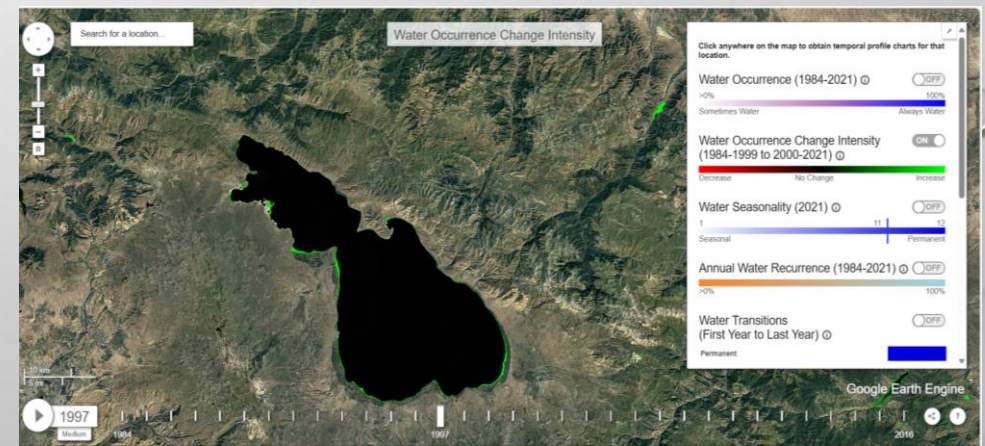 Search for a location...
Water Occurrence Change Intensity
Click anywhere on the map to obtain temporal profile charts for that
location.
Water Occurrence (1984-2021)
OFF
>0%
100%
Sometimes Water
Always Water
Water Occurrence Change Intensity
(1984-1999 to 2000-2021)
ON
Decrease
No Change
Increase
Water Seasonality (2021)
OFF
1
11
12
Seasonal
Permanent
Annual Water Recurrence (1984-2021)
OFF
>0%
100%
Water Transitions
(First Year to Last Year)
OFF
Permanent
10 km
5 mi
Google Earth Engine
1997
Medium
1984
1997
2016